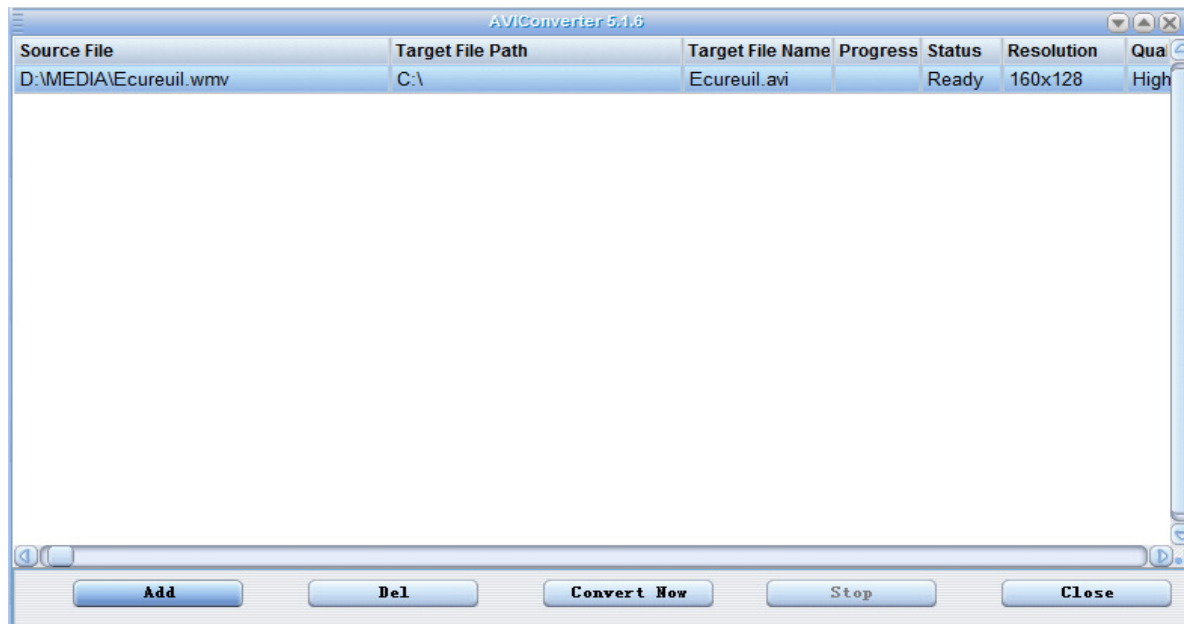 AVIConverter 5.1.6
Source File Target File Path Target File Name Progress Status Resolution Qual
D:\MEDIA\Ecureuil.wmv C:\ Ecureuil.avi Ready 160x128 High
Add Del Convert Now Stop Close